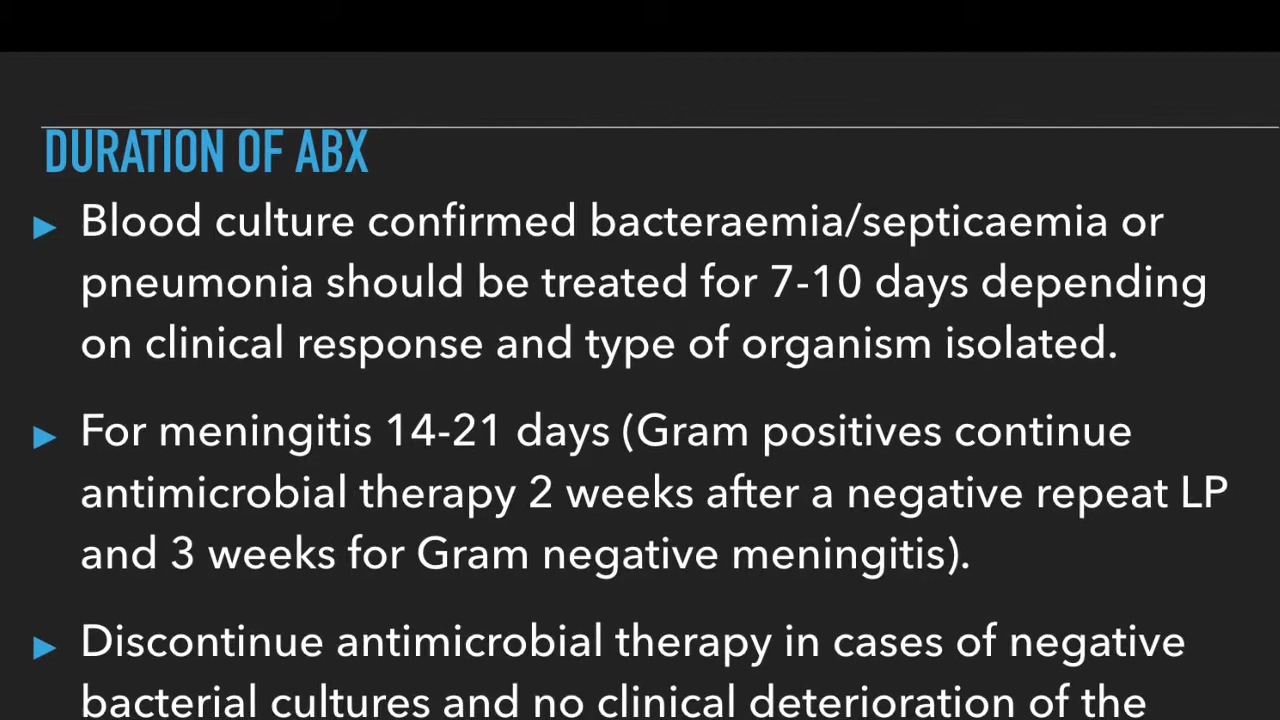 DURATION OF ABX
▶ Blood culture confirmed bacteraemia/septicaemia or
pneumonia should be treated for 7-10 days depending
on clinical response and type of organism isolated.
▶ For meningitis 14-21 days (Gram positives continue
antimicrobial therapy 2 weeks after a negative repeat LP
and 3 weeks for Gram negative meningitis).
▶ Discontinue antimicrobial therapy in cases of negative
bacterial cultures and no clinical deterioration of the